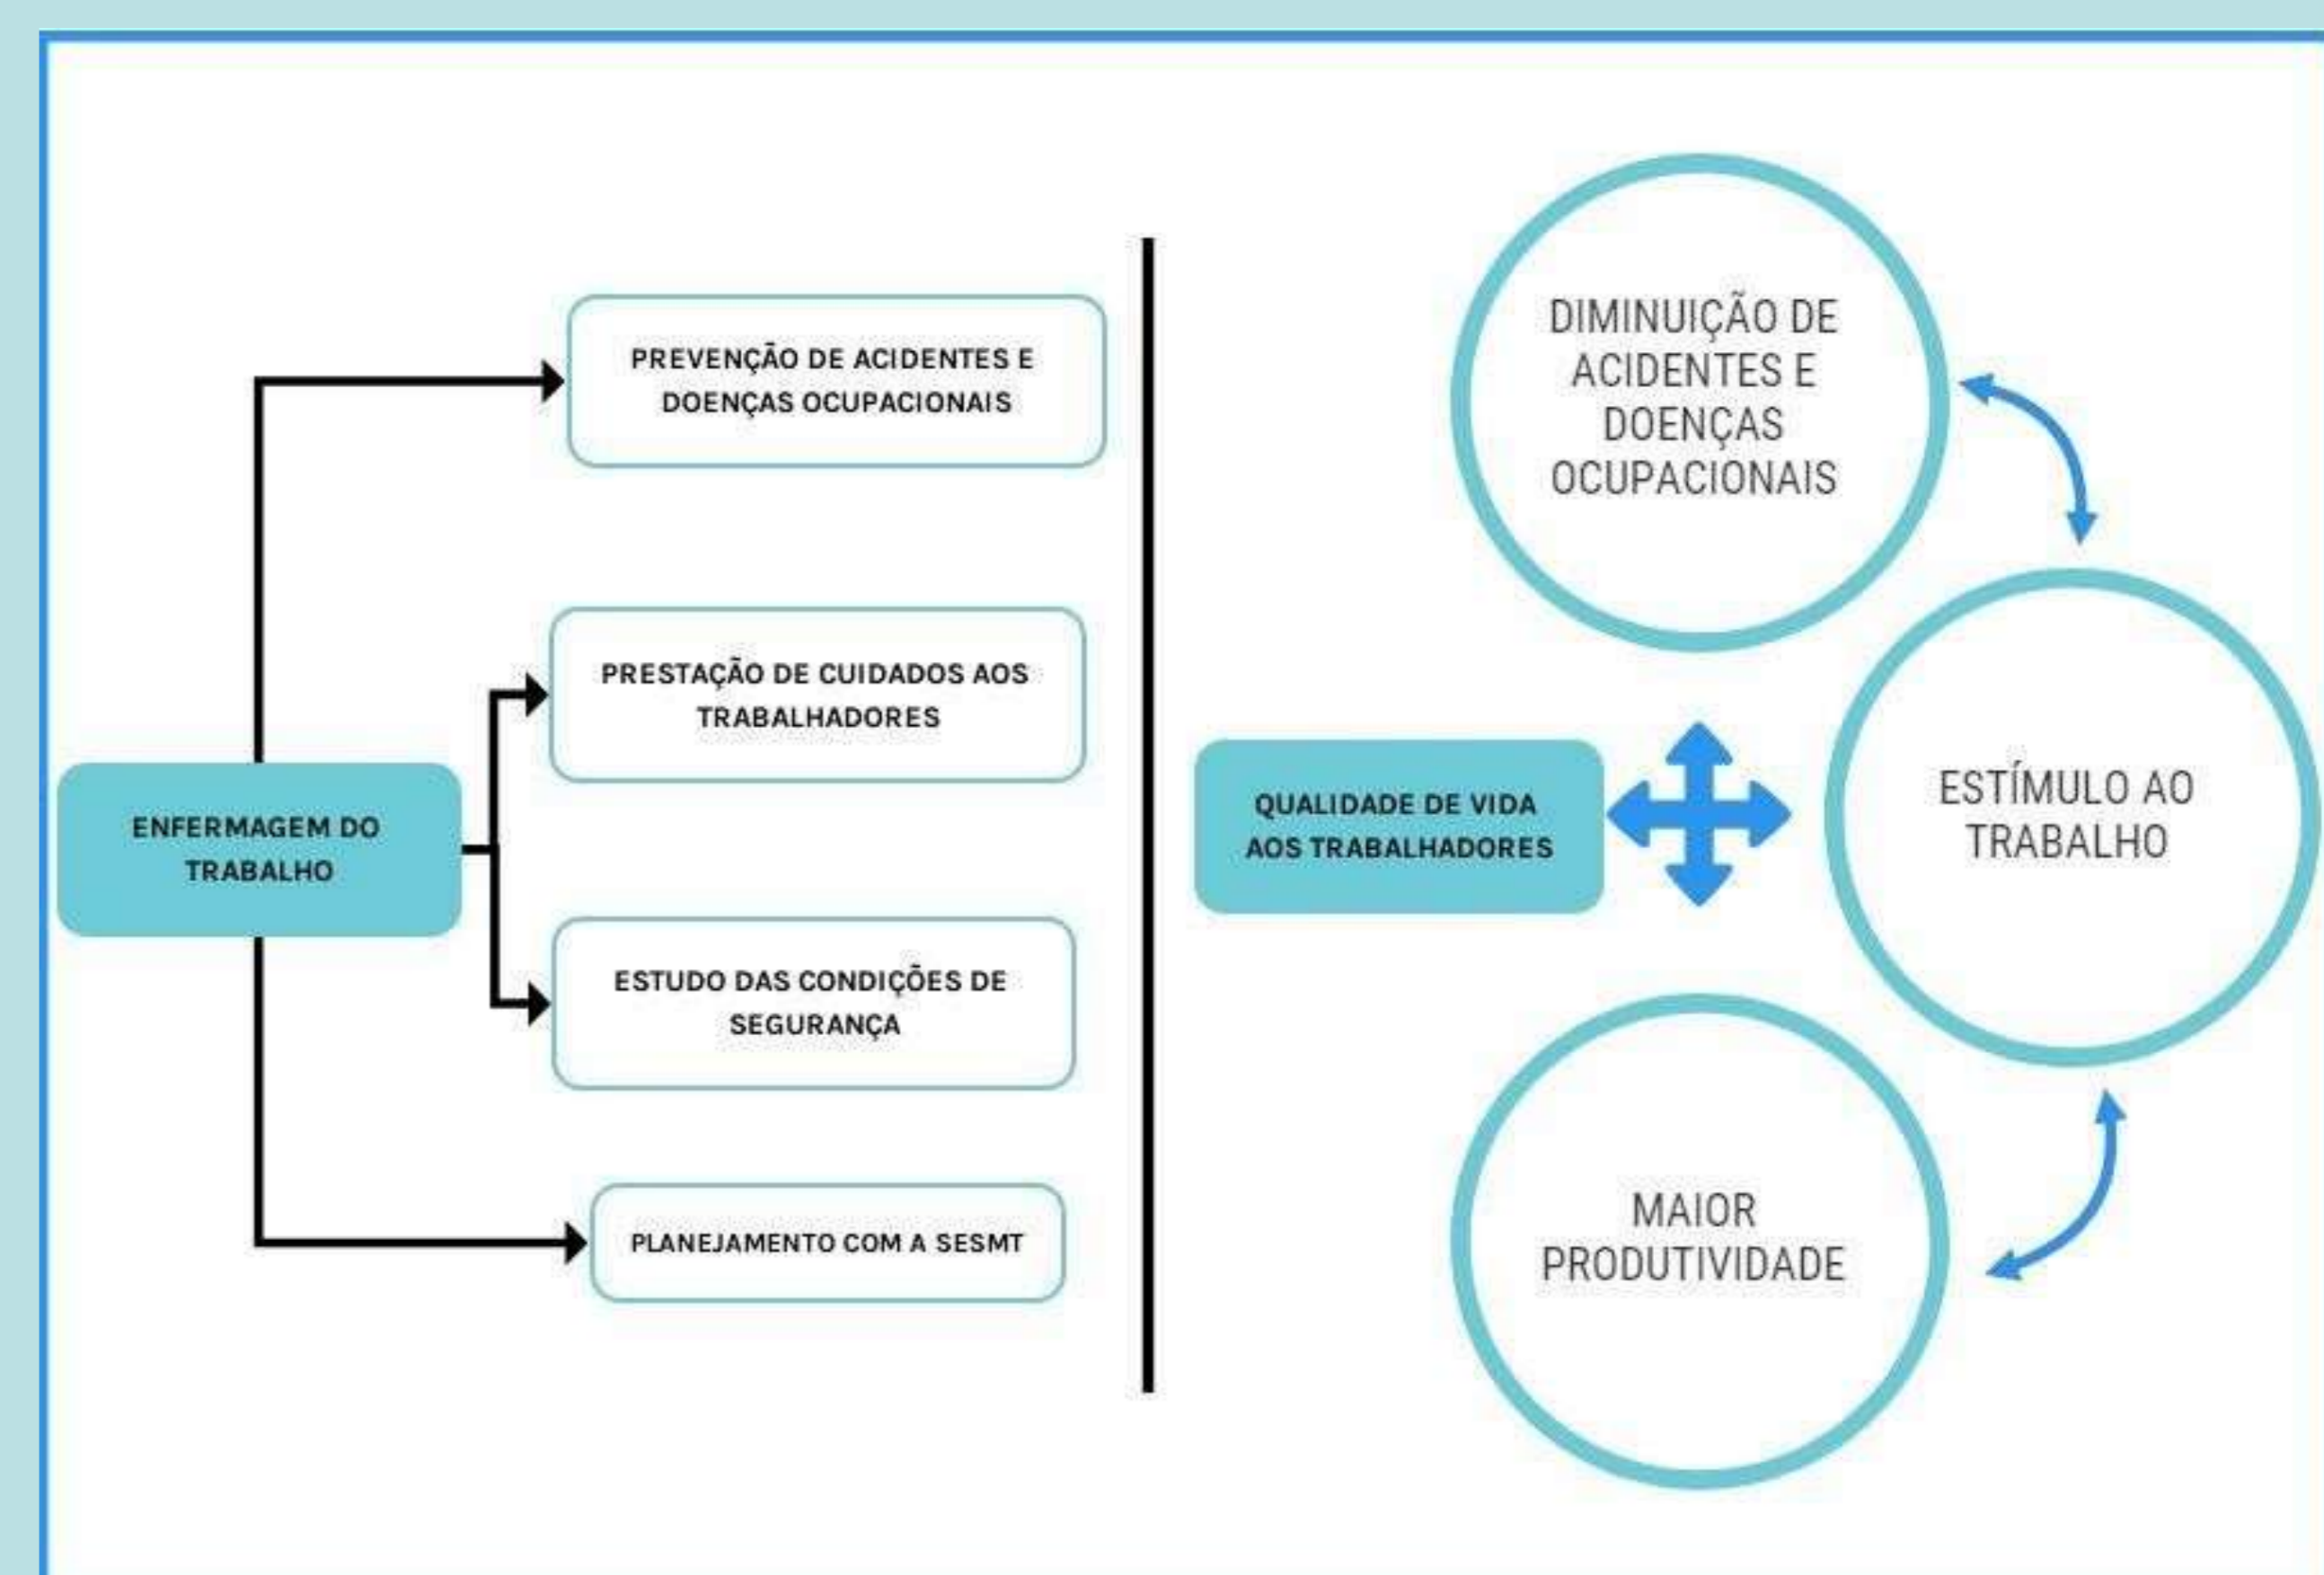 PREVENÇÃO DE ACIDENTES E
DOENÇAS OCUPACIONAIS
PRESTAÇÃO DE CUIDADOS AOS
TRABALHADORES
ENFERMAGEM DO
TRABALHO
ESTUDO DAS CONDIÇÕES DE
SEGURANÇA
PLANEJAMENTO COM A SESMT
DIMINUIÇÃO DE
ACIDENTES E
DOENÇAS
OCUPACIONAIS
QUALIDADE DE VIDA
AOS TRABALHADORES
ESTÍMULO AO
TRABALHO
MAIOR
PRODUTIVIDADE